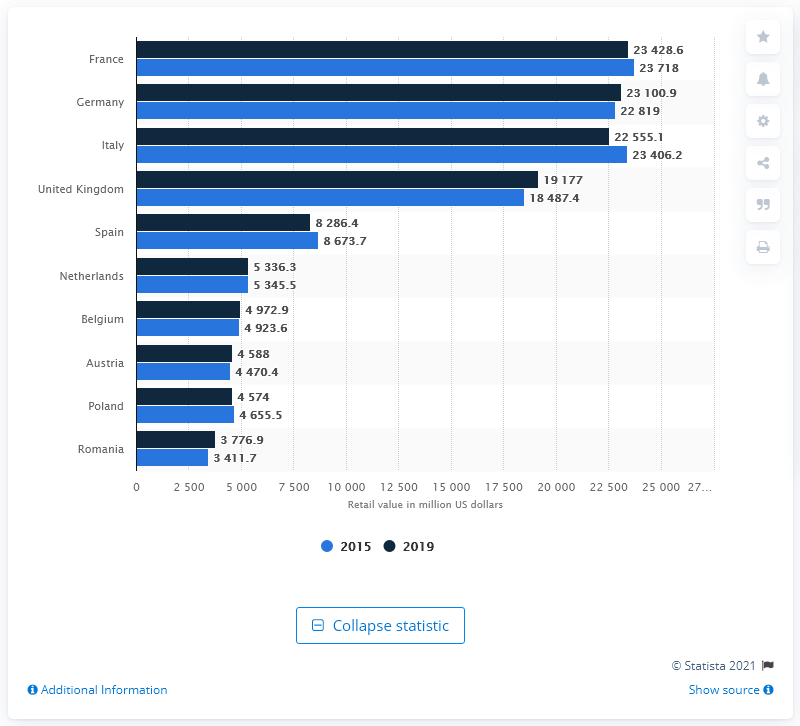 France
23 428.6
23 718
Germany
23 100.9
22 819
Italy
22 555.1
23 406.2
United Kingdom
19 177
18 487.4
Spain
8 286.4
8 673.7
Netherlands
5 336.3
5 345.5
Belgium
4 972.9
4 923.6
Austria
4 588
4 470.4
Poland
4 574
4 655.5
Romania
3 776.9
3 411.7
0 2 500 5 000 7 500 10 000 12 500 15 000 17 500 20 000 22 500 25 000 27...
Retail value in million US dollars
2015 2019
Collapse statistic
© Statista 2021
Additional Information Show source